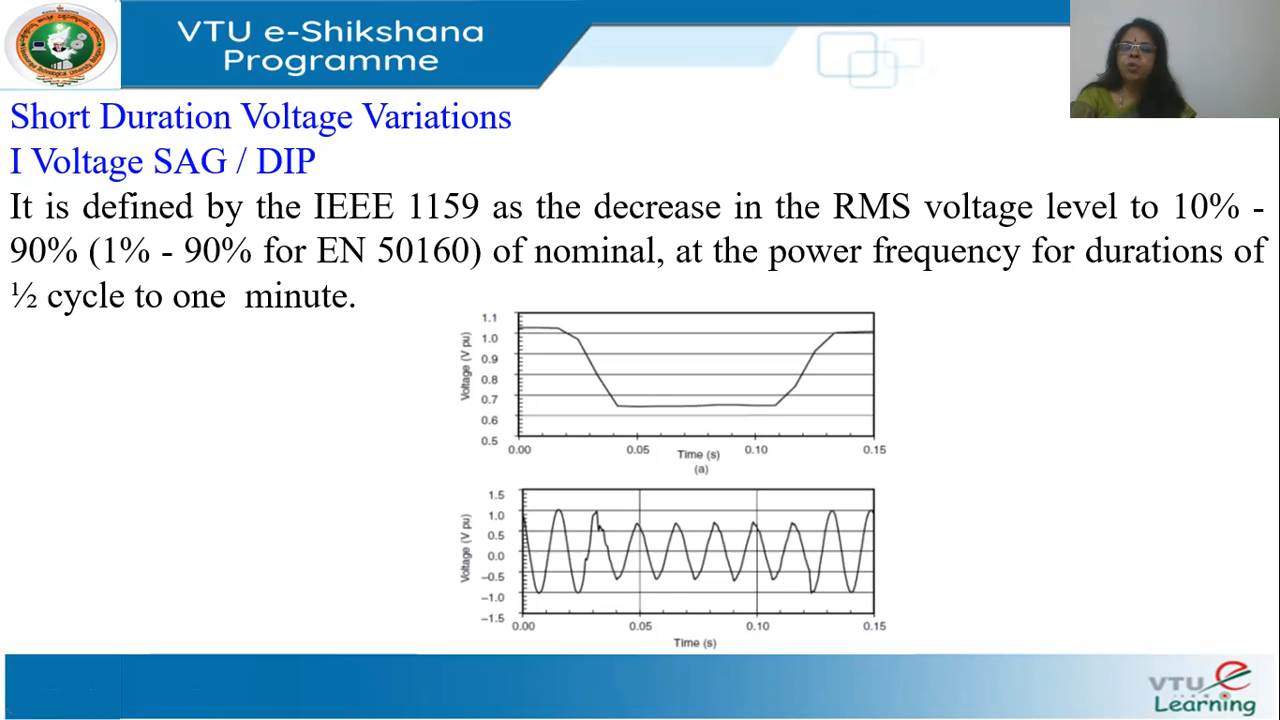 VTU e-Shikshana
Programme
Short Duration Voltage Variations
I Voltage SAG / DIP
It is defined by the IEEE 1159 as the decrease in the RMS voltage level to 10% -
90% (1% - 90% for EN 50160) of nominal, at the power frequency for durations of
½ cycle to one minute.
1.1
1.0
0.9
0.8
0.7
0.6
0.5
Voltage (V pu)
0.00 0.05 0.10 0.15
Time (s)
(a)
1.5
1.0
0.5
0.0
−0.5
−1.0
−1.5
Voltage (V pu)
0.00 0.05 0.10 0.15
Time (s)
VTU e
Learning